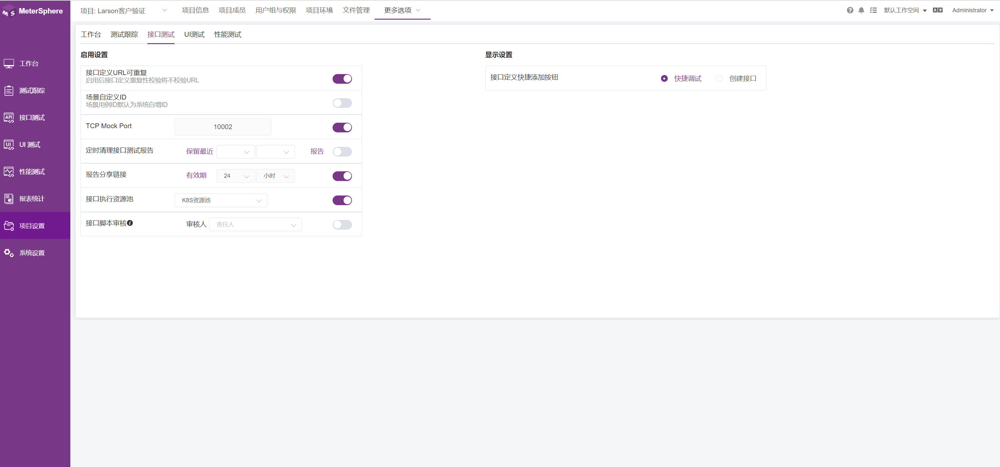 MeterSphere
项目: Larson客户验证
项目信息
项目成员
用户组与权限
项目环境
文件管理
更多选项
默认工作空间
Administrator
工作台
测试跟踪
接口测试
UI 测试
性能测试
报表统计
项目设置
系统设置
工作台
测试跟踪
接口测试
UI测试
性能测试
启用设置
接口定义URL可重复
启用后接口定义重复性校验将不校验URL
场景自定义ID
场景用例ID默认为系统自增ID
TCP Mock Port 10002
定时清理接口测试报告 保留最近 报告
报告分享链接 有效期 24 小时
接口执行资源池 K8S资源池
接口脚本审核 审核人 责任人
显示设置
接口定义快捷添加按钮 快捷调试 创建接口